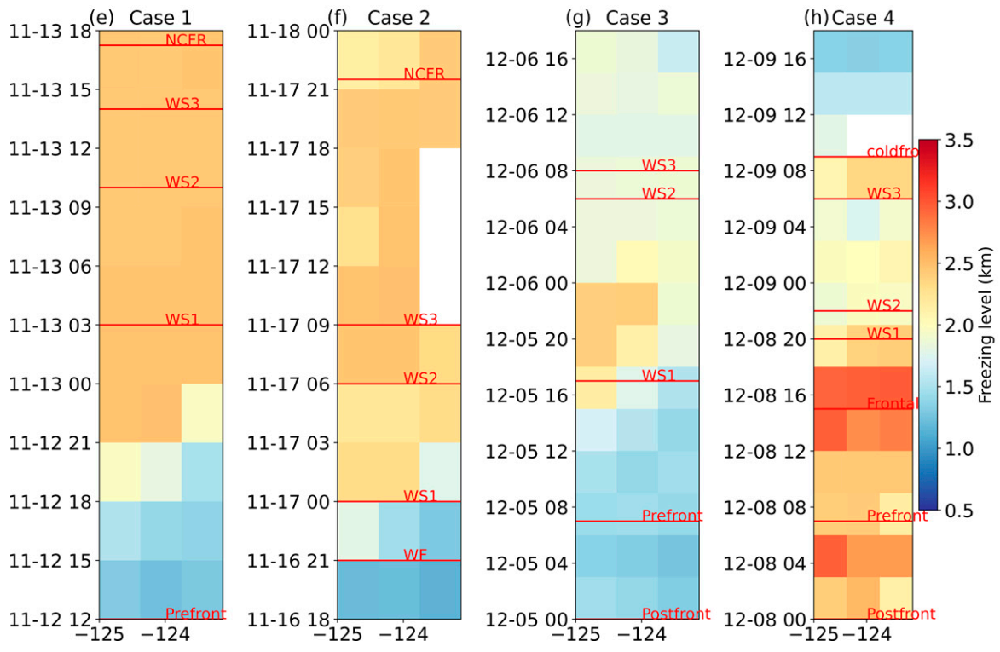 (e) Case 1
11-13 18
NCFR
11-13 15
WS3
11-13 12
WS2
11-13 09
11-13 06
WS1
11-13 03
11-13 00
11-12 21
11-12 18
11-12 15
11-12 12
Prefront
−125 −124
(f) Case 2
11-18 00
NCFR
11-17 21
11-17 18
11-17 15
11-17 12
WS3
11-17 09
WS2
11-17 06
11-17 03
WS1
11-17 00
WF
11-16 21
11-16 18
−125 −124
(g) Case 3
12-06 16
12-06 12
WS3
12-06 08
WS2
12-06 04
12-06 00
12-05 20
WS1
12-05 16
12-05 12
12-05 08
Prefront
12-05 04
12-05 00
Postfront
−125 −124
(h) Case 4
12-09 16
12-09 12
coldfro
12-09 08
WS3
12-09 04
12-09 00
WS2
WS1
12-08 20
12-08 16
Frontal
12-08 12
12-08 08
Prefront
12-08 04
12-08 00
Postfront
−125 −124
3.5
3.0
2.5
2.0
1.5
1.0
0.5
Freezing level (km)